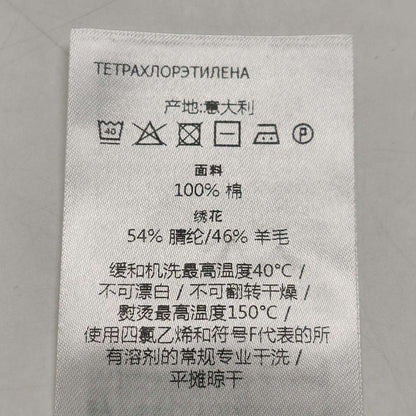 ТЕТРАХЛОРЭТИЛЕНА
产地:意大利
40 P
面料
100% 棉
绣花
54% 腈纶/46% 羊毛
缓和机洗最高温度40°C /
不可漂白 / 不可翻转干燥 /
熨烫最高温度150°C /
使用四氯乙烯和符号F代表的所
有溶剂的常规专业干洗 /
平摊晾干